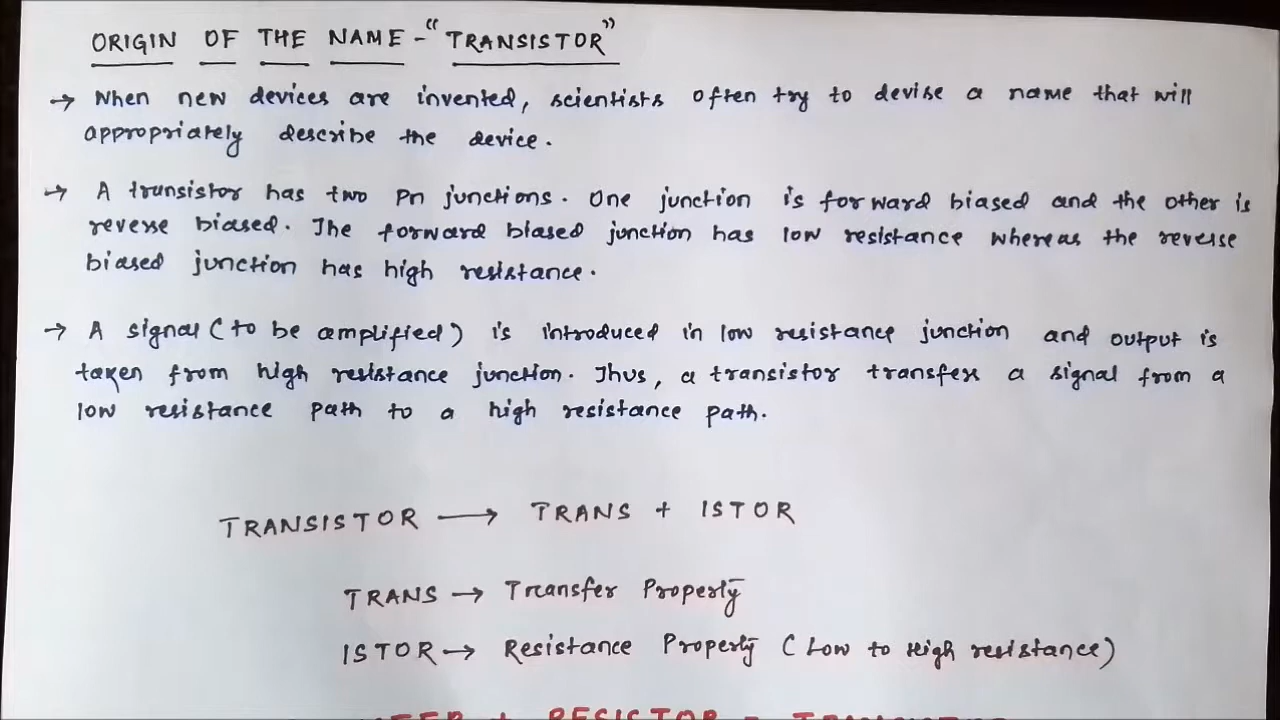 ORIGIN OF THE NAME - "TRANSISTOR"
→ When new devices are invented, scientists often try to devise a name that will
appropriately describe the device.
→ A transistor has two pn junctions. One junction is forward biased and the other is
reverse biased. The forward biased junction has low resistance whereas the reverse
biased junction has high resistance.
→ A signal (to be amplified) is introduced in low resistance junction and output is
taken from high resistance junction. Thus, a transistor transfers a signal from a
low resistance path to a high resistance path.
TRANSISTOR → TRANS + ISTOR
TRANS → Transfer Property
ISTOR → Resistance Property (Low to High resistance)
+ RESISTOR =